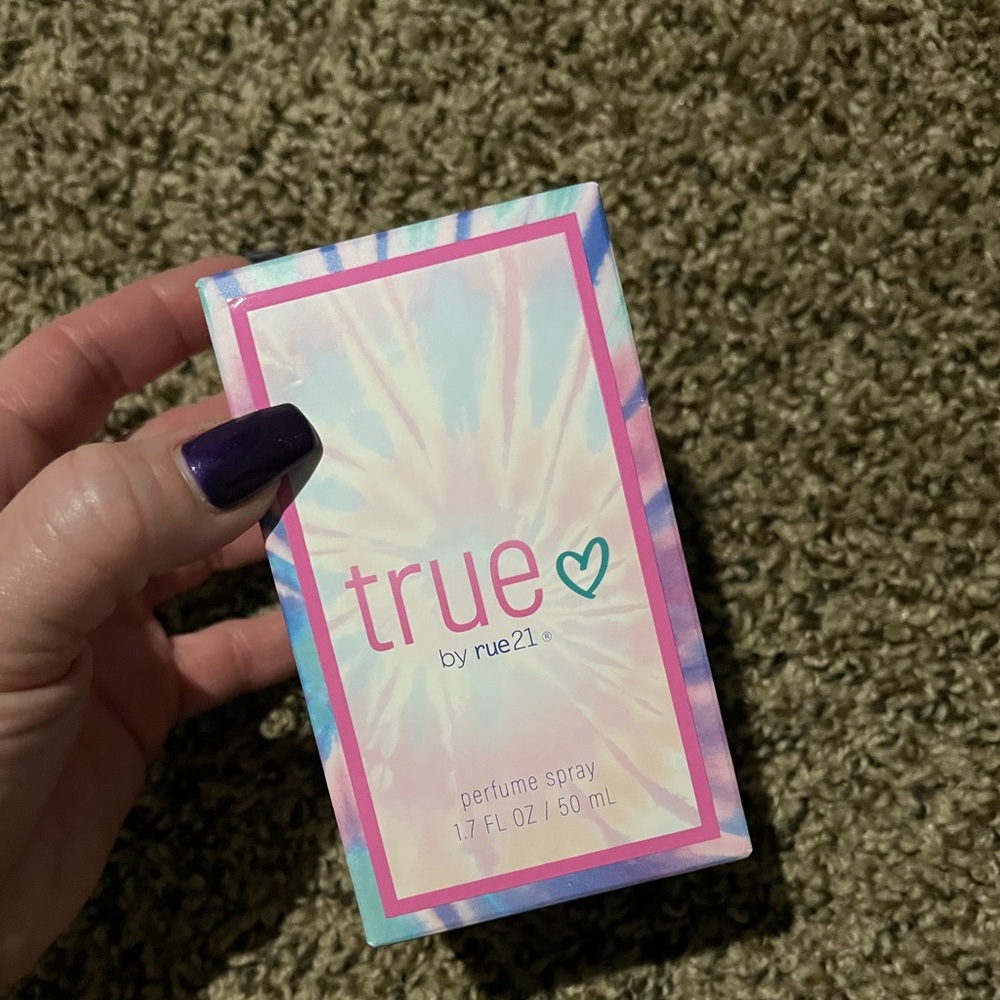 true
by rue21®
perfume spray
1.7 FL OZ / 50 mL